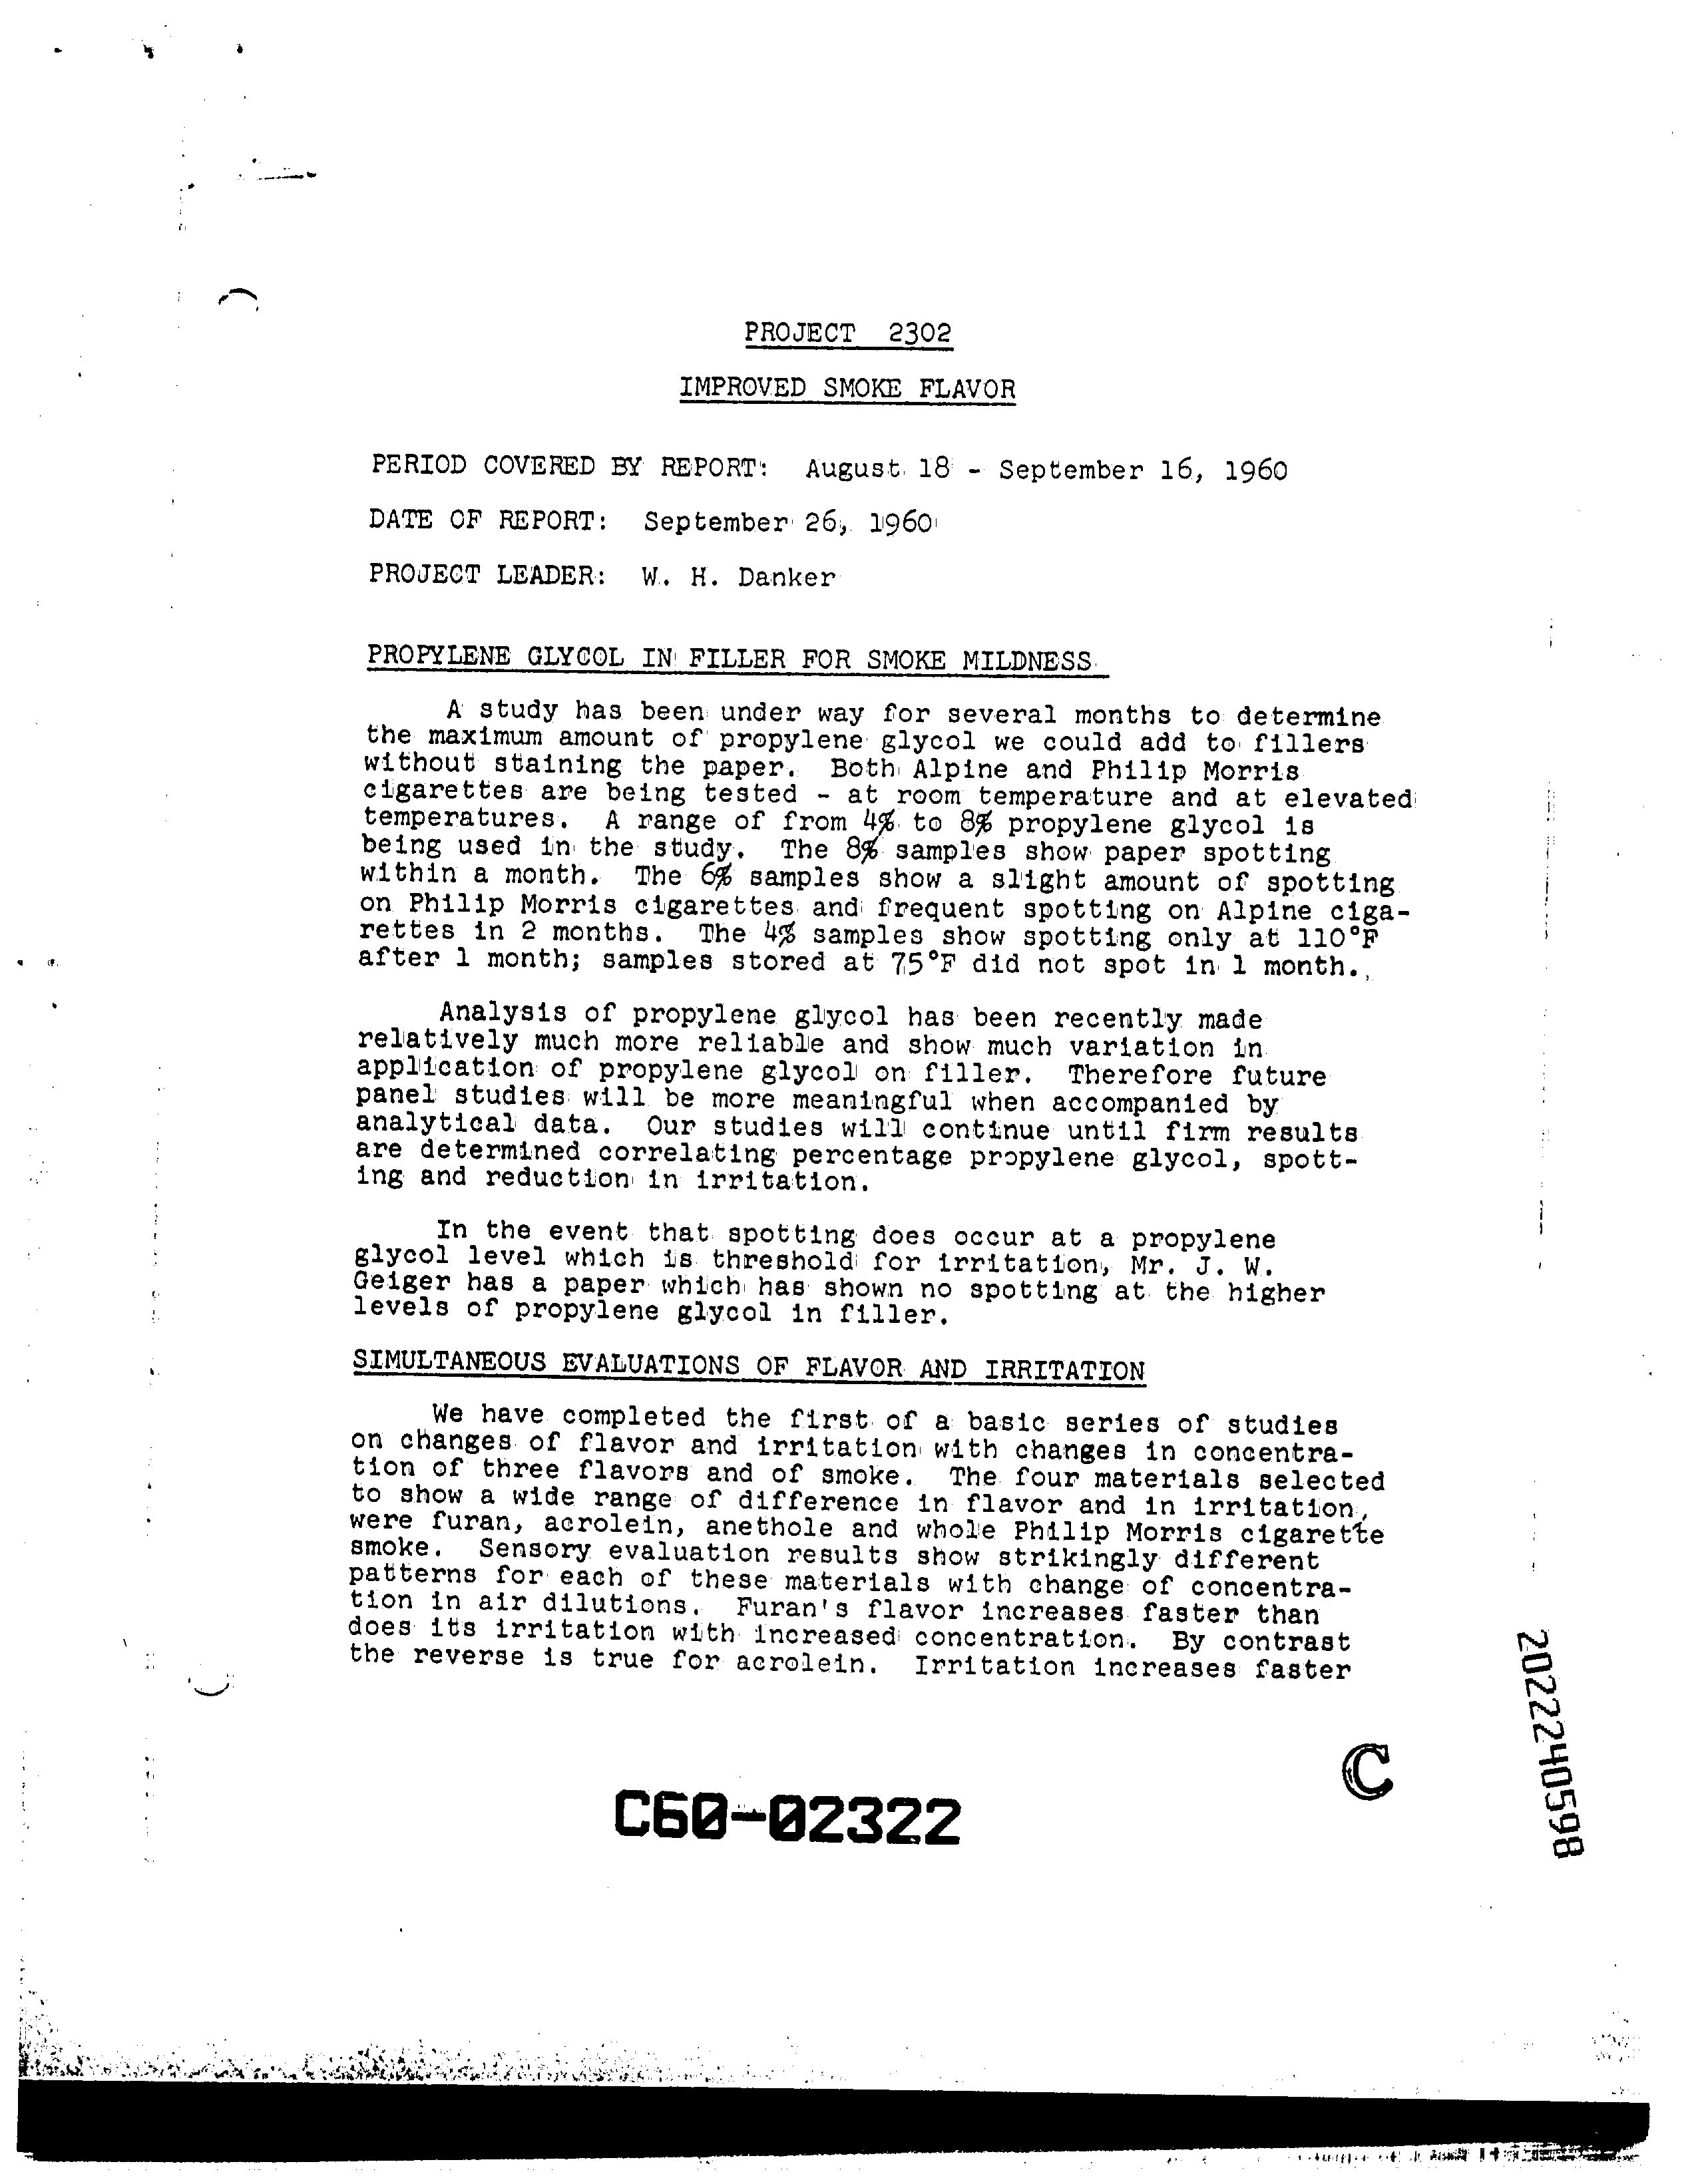 PROJECT 2302
IMPROVED SMOKE FLAVOR
PERIOD COVERED BY REPORT: August 18 - September 16, 1960
DATE OF REPORT: September 26, 1960
PROJECT LEADER: W. H. Danker
PROPYLENE GLYCOL IN FILLER FOR SMOKE MILDNESS
A study has been under way for several months to determine
the maximum amount of propylene glycol we could add to fillers
without staining the paper. Both Alpine and Philip Morris
cigarettes are being tested - at room temperature and at elevated
temperatures. A range of from 4% to 8% propylene glycol is
being used in the study. The 8% samples show paper spotting
within a month. The 6% samples show a slight amount of spotting
on Philip Morris cigarettes and frequent spotting on Alpine ciga-
rettes in 2 months. The 4% samples show spotting only at 110°F
after 1 month; samples stored at 75°F did not spot in 1 month.
Analysis of propylene glycol has been recently made
relatively much more reliable and show much variation in
application of propylene glycol on filler. Therefore future
panel studies will be more meaningful when accompanied by
analytical data. Our studies will continue until firm results
are determined correlating percentage propylene glycol, spott-
ing and reduction in irritation.
In the event that spotting does occur at a propylene
glycol level which is threshold for irritation, Mr. J. W.
Geiger has a paper which has shown no spotting at the higher
levels of propylene glycol in filler.
SIMULTANEOUS EVALUATIONS OF FLAVOR AND IRRITATION
We have completed the first of a basic series of studies
on changes of flavor and irritation with changes in concentra-
tion of three flavors and of smoke. The four materials selected
to show a wide range of difference in flavor and in irritation,
were furan, acrolein, anethole and whole Philip Morris cigarette
smoke. Sensory evaluation results show strikingly different
patterns for each of these materials with change of concentra-
tion in air dilutions. Furan's flavor increases faster than
does its irritation with increased concentration. By contrast
the reverse is true for acrolein. Irritation increases faster
C
C60-02322
2022240598